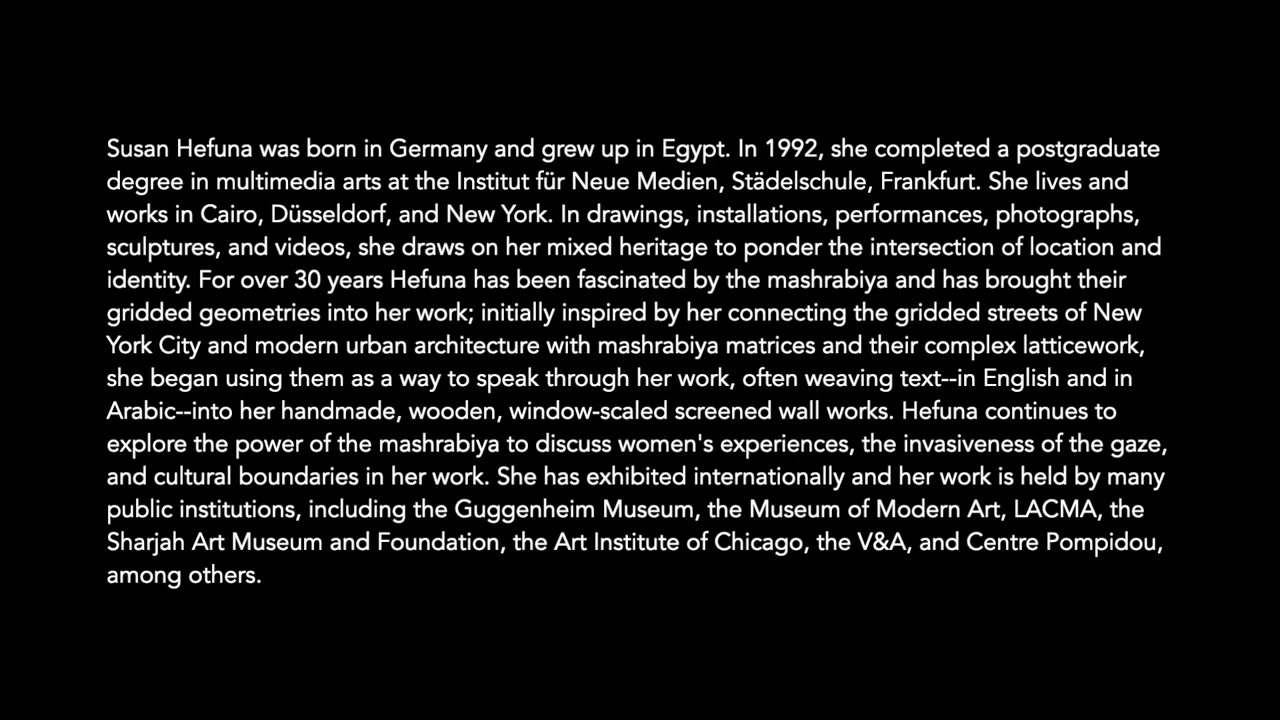 Susan Hefuna was born in Germany and grew up in Egypt. In 1992, she completed a postgraduate
degree in multimedia arts at the Institut für Neue Medien, Städelschule, Frankfurt. She lives and
works in Cairo, Düsseldorf, and New York. In drawings, installations, performances, photographs,
sculptures, and videos, she draws on her mixed heritage to ponder the intersection of location and
identity. For over 30 years Hefuna has been fascinated by the mashrabiya and has brought their
gridded geometries into her work; initially inspired by her connecting the gridded streets of New
York City and modern urban architecture with mashrabiya matrices and their complex latticework,
she began using them as a way to speak through her work, often weaving text--in English and in
Arabic--into her handmade, wooden, window-scaled screened wall works. Hefuna continues to
explore the power of the mashrabiya to discuss women's experiences, the invasiveness of the gaze,
and cultural boundaries in her work. She has exhibited internationally and her work is held by many
public institutions, including the Guggenheim Museum, the Museum of Modern Art, LACMA, the
Sharjah Art Museum and Foundation, the Art Institute of Chicago, the V&A, and Centre Pompidou,
among others.